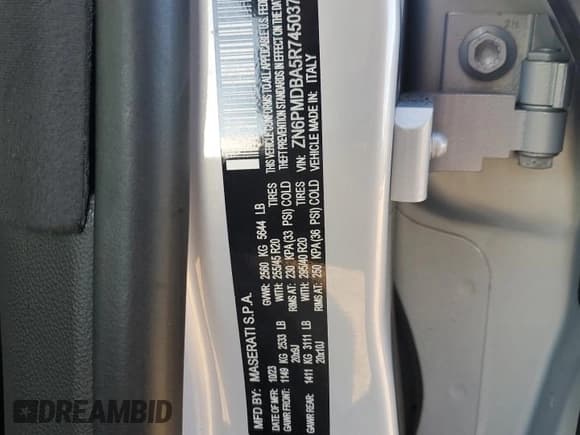 MFD BY: MASERATI S.P.A.
DATE OF MFR: 10/23 GVWR: 2560 KG 5644 LB
GAWR FRONT: 1149 KG 2533 LB WITH: 255/45 R20 TIRES
20x9J RIMS AT: 230 KPA(33 PSI) COLD
GAWR REAR: 1411 KG 3111 LB WITH: 295/40 R20 TIRES
20x10J RIMS AT: 250 KPA(36 PSI) COLD
THIS VEHICLE CONFORMS TO ALL APPLICABLE U.S.
THEFT PREVENTION STANDARDS IN EFFECT ON THE DATE
VIN: ZN6PMDBA5R74503
VEHICLE MADE IN: ITALY
DREAMBID